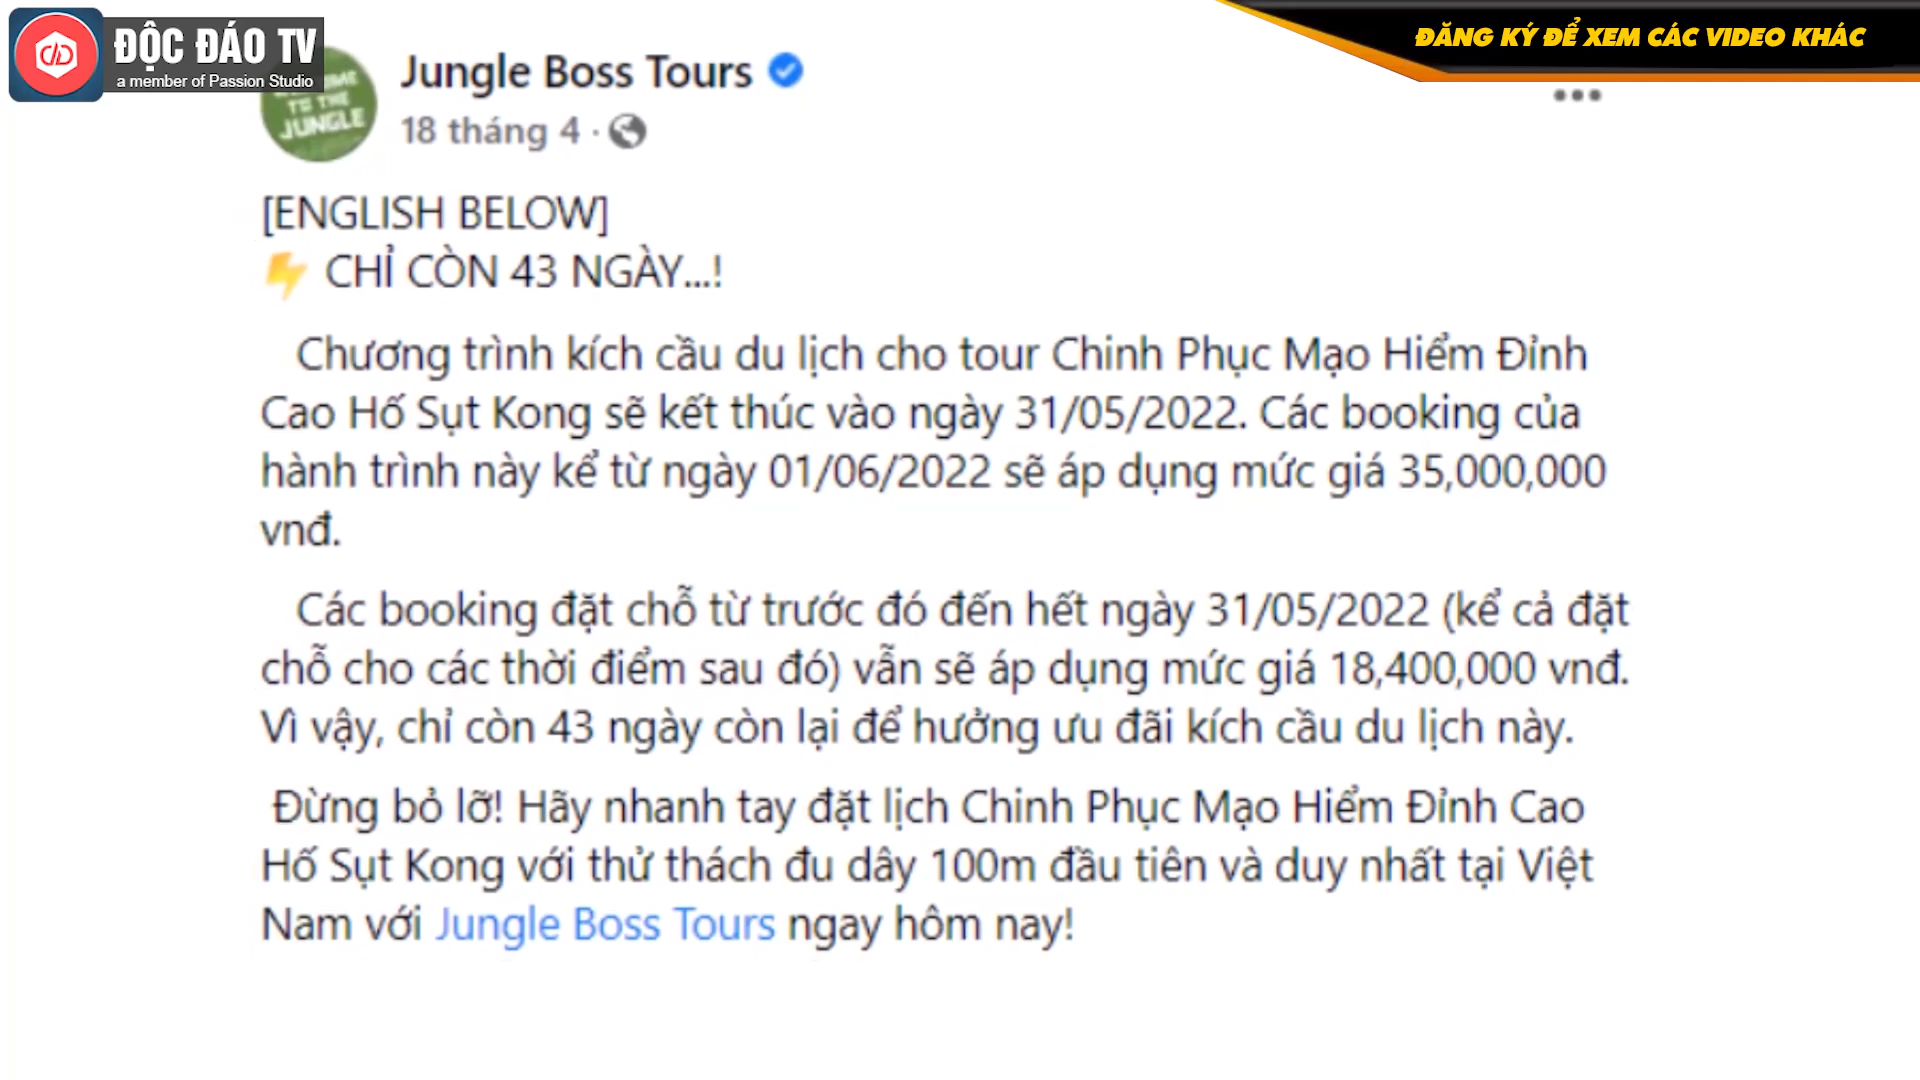 ĐỘC ĐÁO TV
a member of Passion Studio
ĐĂNG KÝ ĐỂ XEM CÁC VIDEO KHÁC
TO THE
JUNGLE
Jungle Boss Tours
18 tháng 4 ·
[ENGLISH BELOW]
⚡ CHỈ CÒN 43 NGÀY...!
Chương trình kích cầu du lịch cho tour Chinh Phục Mạo Hiểm Đỉnh
Cao Hố Sụt Kong sẽ kết thúc vào ngày 31/05/2022. Các booking của
hành trình này kể từ ngày 01/06/2022 sẽ áp dụng mức giá 35,000,000
vnđ.
Các booking đặt chỗ từ trước đó đến hết ngày 31/05/2022 (kể cả đặt
chỗ cho các thời điểm sau đó) vẫn sẽ áp dụng mức giá 18,400,000 vnđ.
Vì vậy, chỉ còn 43 ngày còn lại để hưởng ưu đãi kích cầu du lịch này.
Đừng bỏ lỡ! Hãy nhanh tay đặt lịch Chinh Phục Mạo Hiểm Đỉnh Cao
Hố Sụt Kong với thử thách đu dây 100m đầu tiên và duy nhất tại Việt
Nam với Jungle Boss Tours ngay hôm nay!